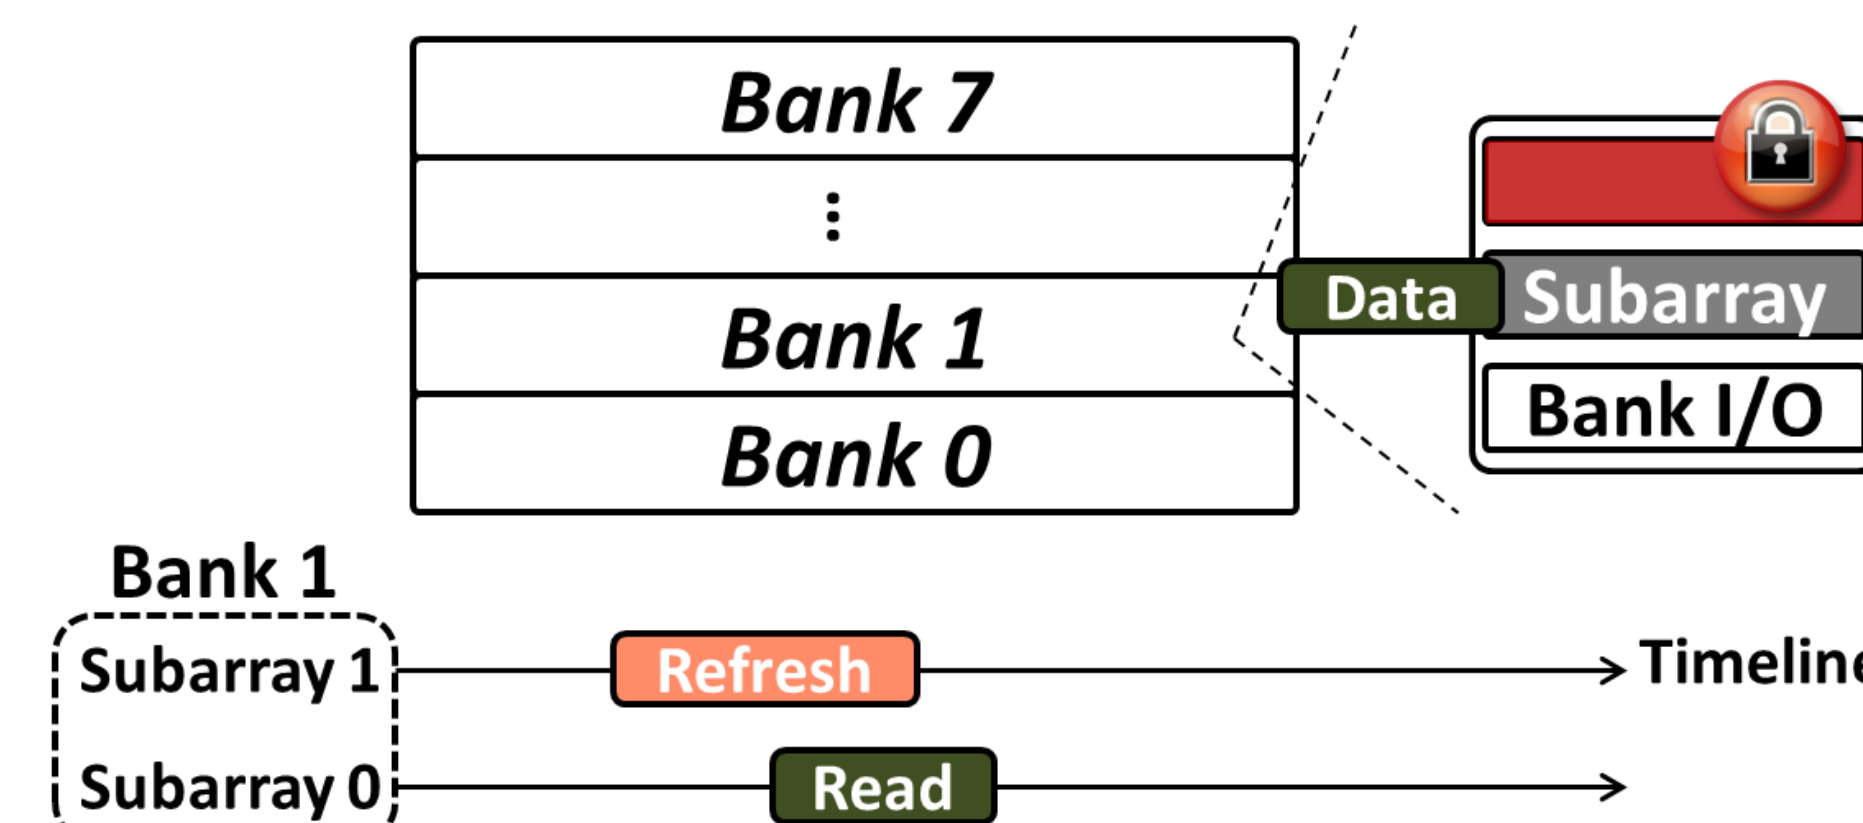 Bank 7
⋮
Bank 1
Bank 0
Data
Subarray
Bank I/O
Bank 1
Subarray 1
Refresh
Timeline
Subarray 0
Read